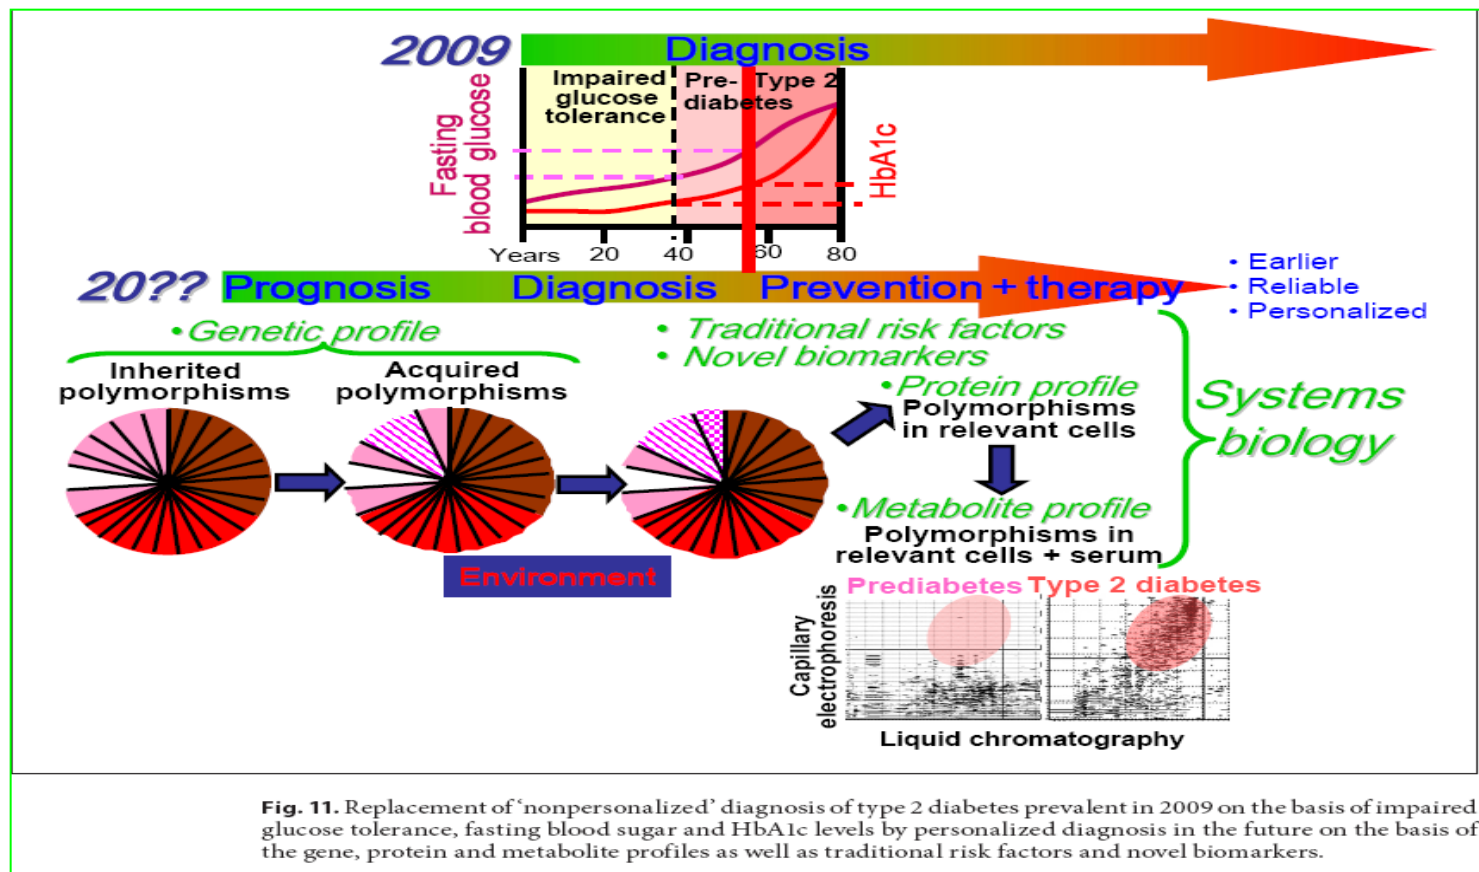 2009
Diagnosis
Impaired
glucose
tolerance
Pre-
diabetes
Type 2
Fasting
blood glucose
HbA1c
Years
20
40
60
80
20??
Prognosis
Diagnosis
Prevention + therapy
• Earlier
• Reliable
• Personalized
• Genetic profile
• Traditional risk factors
• Novel biomarkers
Inherited
polymorphisms
Acquired
polymorphisms
• Protein profile
Polymorphisms
in relevant cells
Systems
biology
• Metabolite profile
Polymorphisms in
relevant cells + serum
Environment
Prediabetes
Type 2 diabetes
Capillary
electrophoresis
Liquid chromatography
Fig. 11. Replacement of ‘nonpersonalized’ diagnosis of type 2 diabetes prevalent in 2009 on the basis of impaired
glucose tolerance, fasting blood sugar and HbA1c levels by personalized diagnosis in the future on the basis of
the gene, protein and metabolite profiles as well as traditional risk factors and novel biomarkers.